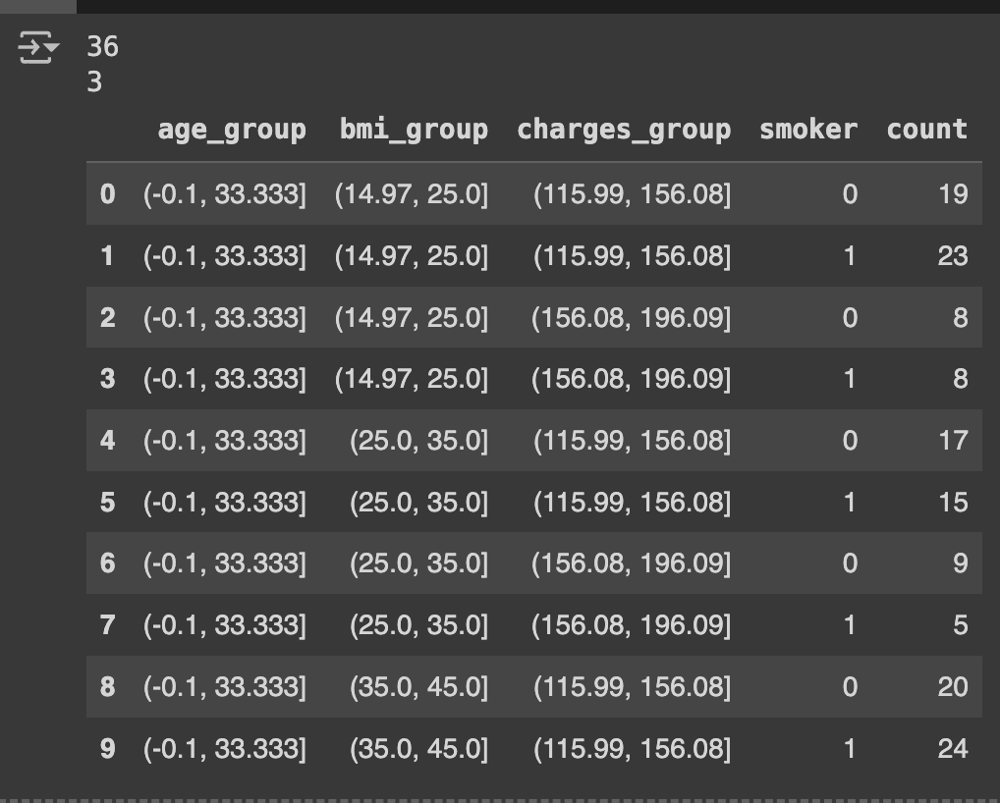 36
3
age_group bmi_group charges_group smoker count
0 (-0.1, 33.333] (14.97, 25.0] (115.99, 156.08] 0 19
1 (-0.1, 33.333] (14.97, 25.0] (115.99, 156.08] 1 23
2 (-0.1, 33.333] (14.97, 25.0] (156.08, 196.09] 0 8
3 (-0.1, 33.333] (14.97, 25.0] (156.08, 196.09] 1 8
4 (-0.1, 33.333] (25.0, 35.0] (115.99, 156.08] 0 17
5 (-0.1, 33.333] (25.0, 35.0] (115.99, 156.08] 1 15
6 (-0.1, 33.333] (25.0, 35.0] (156.08, 196.09] 0 9
7 (-0.1, 33.333] (25.0, 35.0] (156.08, 196.09] 1 5
8 (-0.1, 33.333] (35.0, 45.0] (115.99, 156.08] 0 20
9 (-0.1, 33.333] (35.0, 45.0] (115.99, 156.08] 1 24